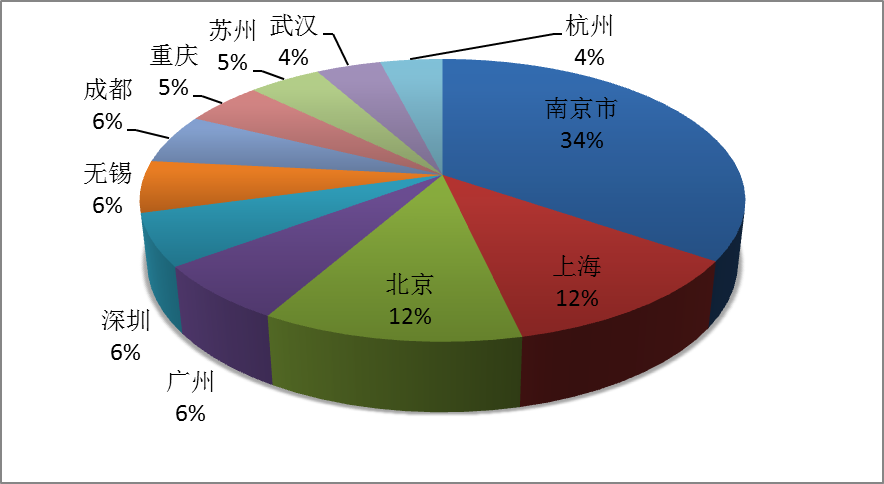 南京市
34%
上海
12%
北京
12%
广州
6%
深圳
6%
无锡
6%
成都
6%
重庆
5%
苏州
5%
武汉
4%
杭州
4%